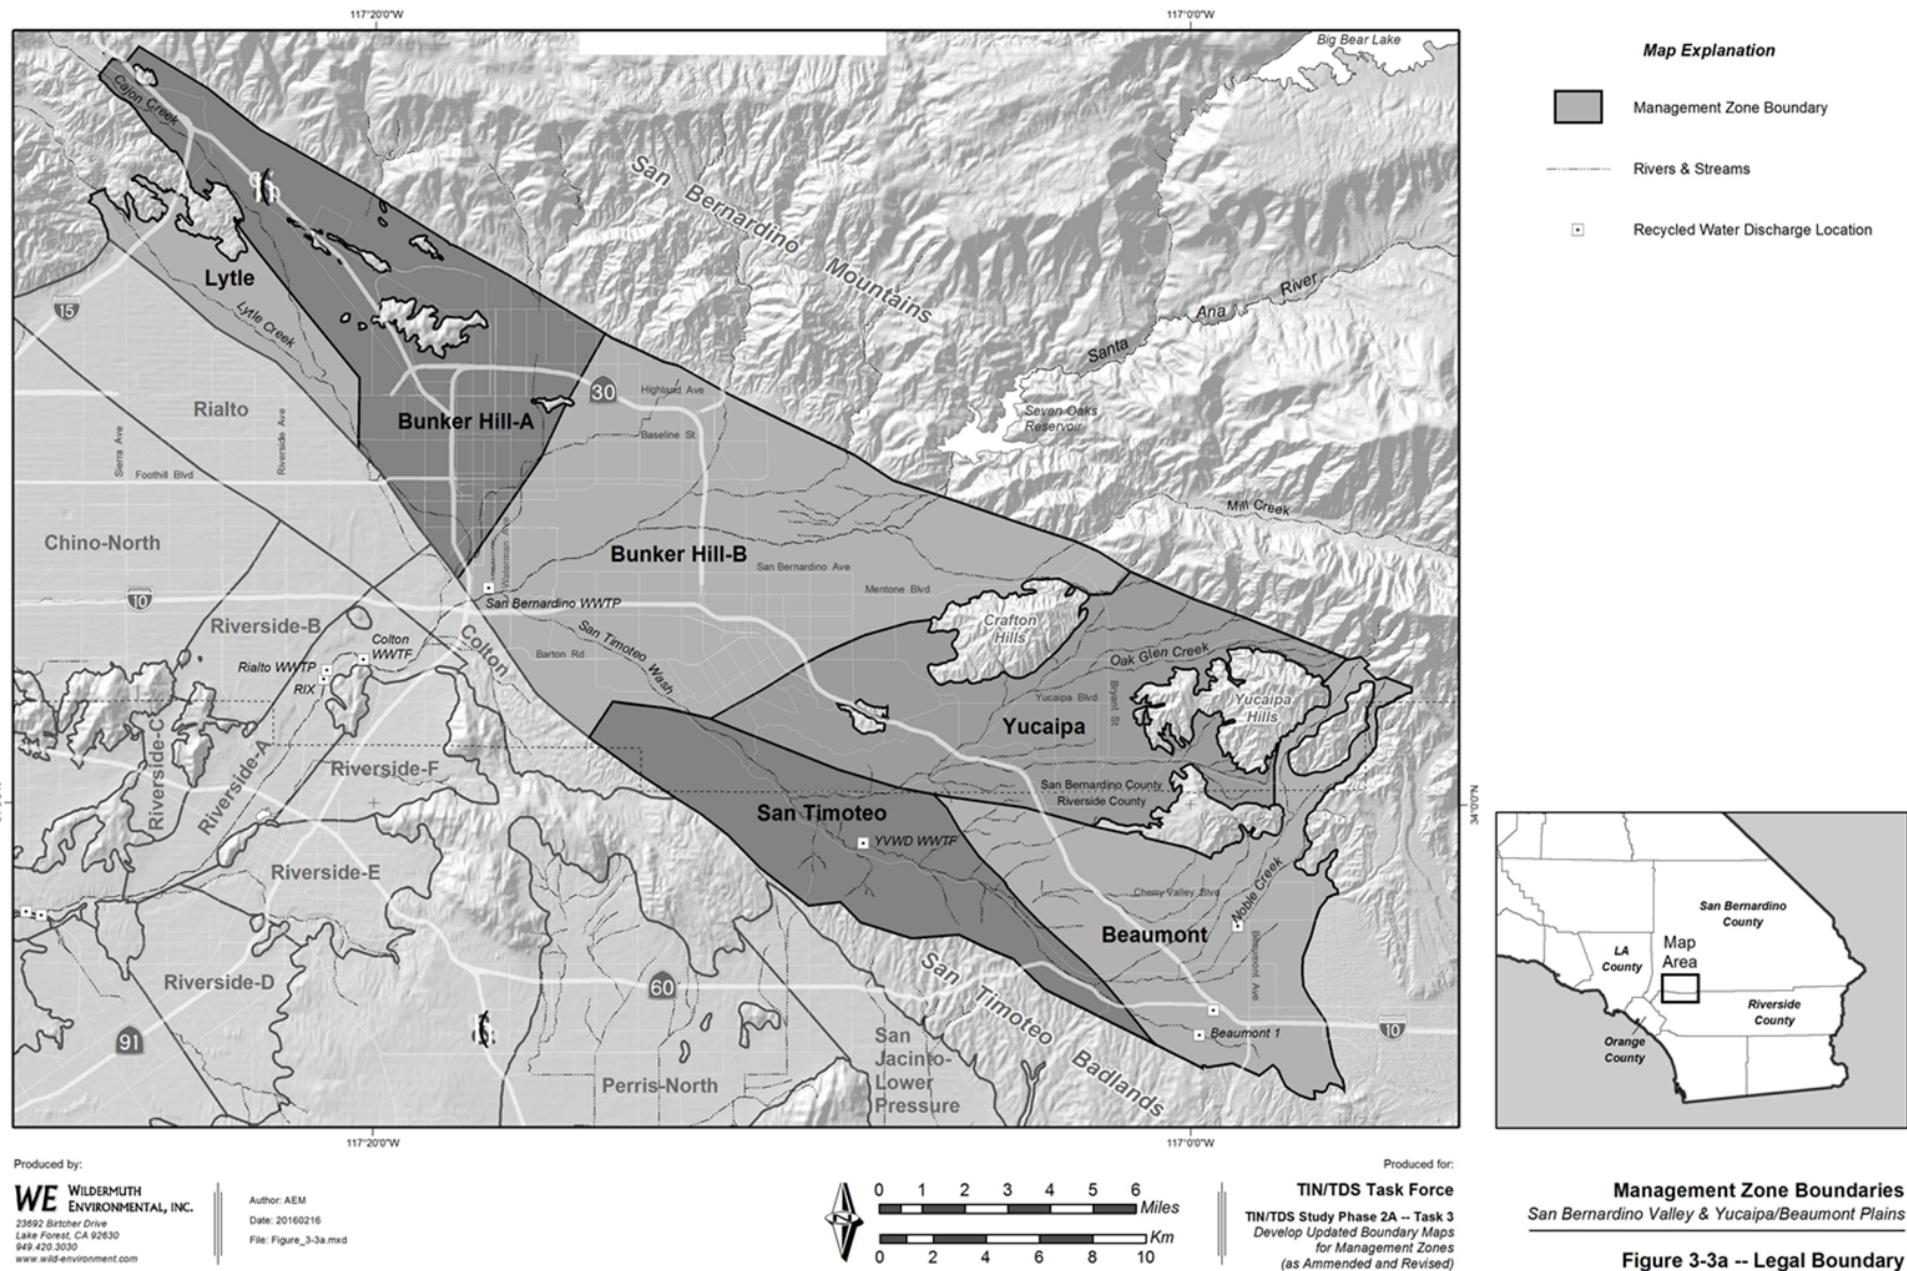 117°20'0"W
117°0'0"W
Big Bear Lake
Cajon Creek
San Bernardino Mountains
Lytle
Lytle Creek
15
Santa Ana River
Seven Oaks
Reservoir
30
Highland Ave
Baseline St
Rialto
Bunker Hill-A
Sierra Ave
Riverside Ave
Foothill Blvd
Mill Creek
Chino-North
Waterman Ave
Bunker Hill-B
San Bernardino Ave
Mentone Blvd
10
San Bernardino WWTP
Riverside-B
Colton
WWTF
Colton
San Timoteo Wash
Barton Rd
Crafton
Hills
Oak Glen Creek
Rialto WWTP
RIX
Yucaipa Blvd
Bryant St
Yucaipa
Hills
Yucaipa
Riverside-C
Riverside-A
Riverside-F
San Bernardino County
Riverside County
34°0'0"N
San Timoteo
YVWD WWTF
Riverside-E
Cherry Valley Blvd
Noble Creek
Beaumont
Beaumont Ave
Riverside-D
60
San Timoteo Badlands
91
10
Beaumont 1
San
Jacinto-
Lower
Pressure
Perris-North
117°20'0"W
117°0'0"W
Map Explanation
Management Zone Boundary
Rivers & Streams
Recycled Water Discharge Location
San Bernardino
County
LA
County
Map
Area
Riverside
County
Orange
County
Produced by:
WE WILDERMUTH
ENVIRONMENTAL, INC.
23692 Birtcher Drive
Lake Forest, CA 92630
949.420.3030
www.wild-environment.com
Author: AEM
Date: 20160216
File: Figure_3-3a.mxd
N
0 1 2 3 4 5 6
Miles
Km
0 2 4 6 8 10
Produced for:
TIN/TDS Task Force
TIN/TDS Study Phase 2A -- Task 3
Develop Updated Boundary Maps
for Management Zones
(as Ammended and Revised)
Management Zone Boundaries
San Bernardino Valley & Yucaipa/Beaumont Plains
Figure 3-3a -- Legal Boundary